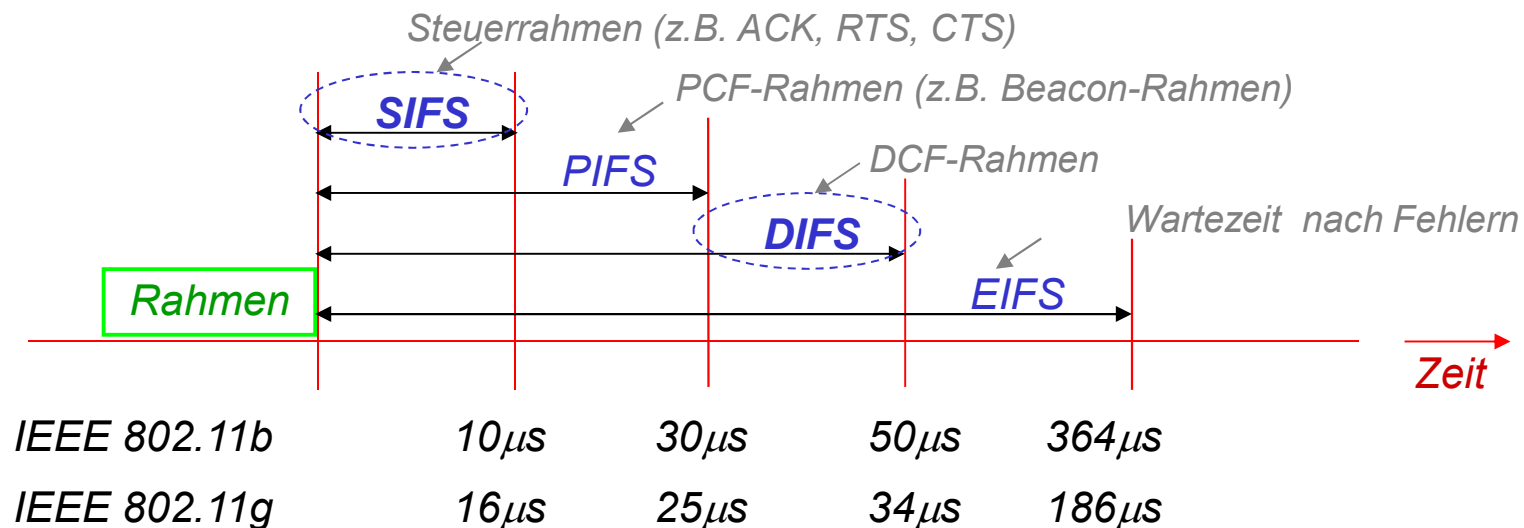 Steuerrahmen (z.B. ACK, RTS, CTS)
SIFS
PCF-Rahmen (z.B. Beacon-Rahmen)
PIFS
DCF-Rahmen
DIFS
Wartezeit nach Fehlern
EIFS
Rahmen
Zeit
IEEE 802.11b 10µs 30µs 50µs 364µs
IEEE 802.11g 16µs 25µs 34µs 186µs